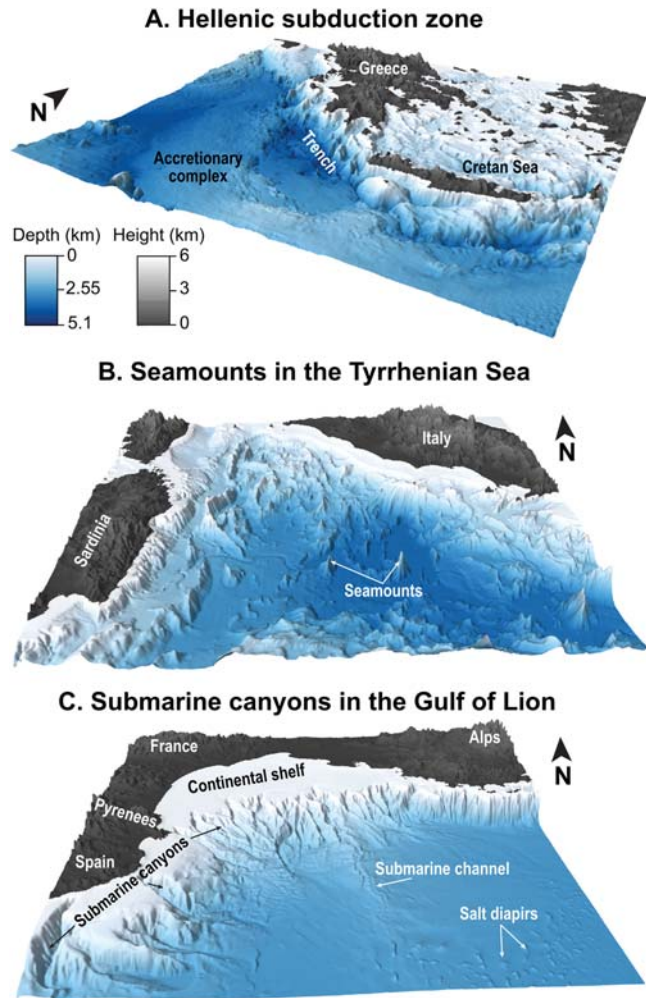 A. Hellenic subduction zone
Greece
N
Trench
Accretionary
complex
Cretan Sea
Depth (km) Height (km)
0 6
2.55 3
5.1 0
B. Seamounts in the Tyrrhenian Sea
Italy
N
Sardinia
Seamounts
C. Submarine canyons in the Gulf of Lion
France
Alps
Continental shelf
N
Pyrenees
Spain
Submarine canyons
Submarine channel
Salt diapirs